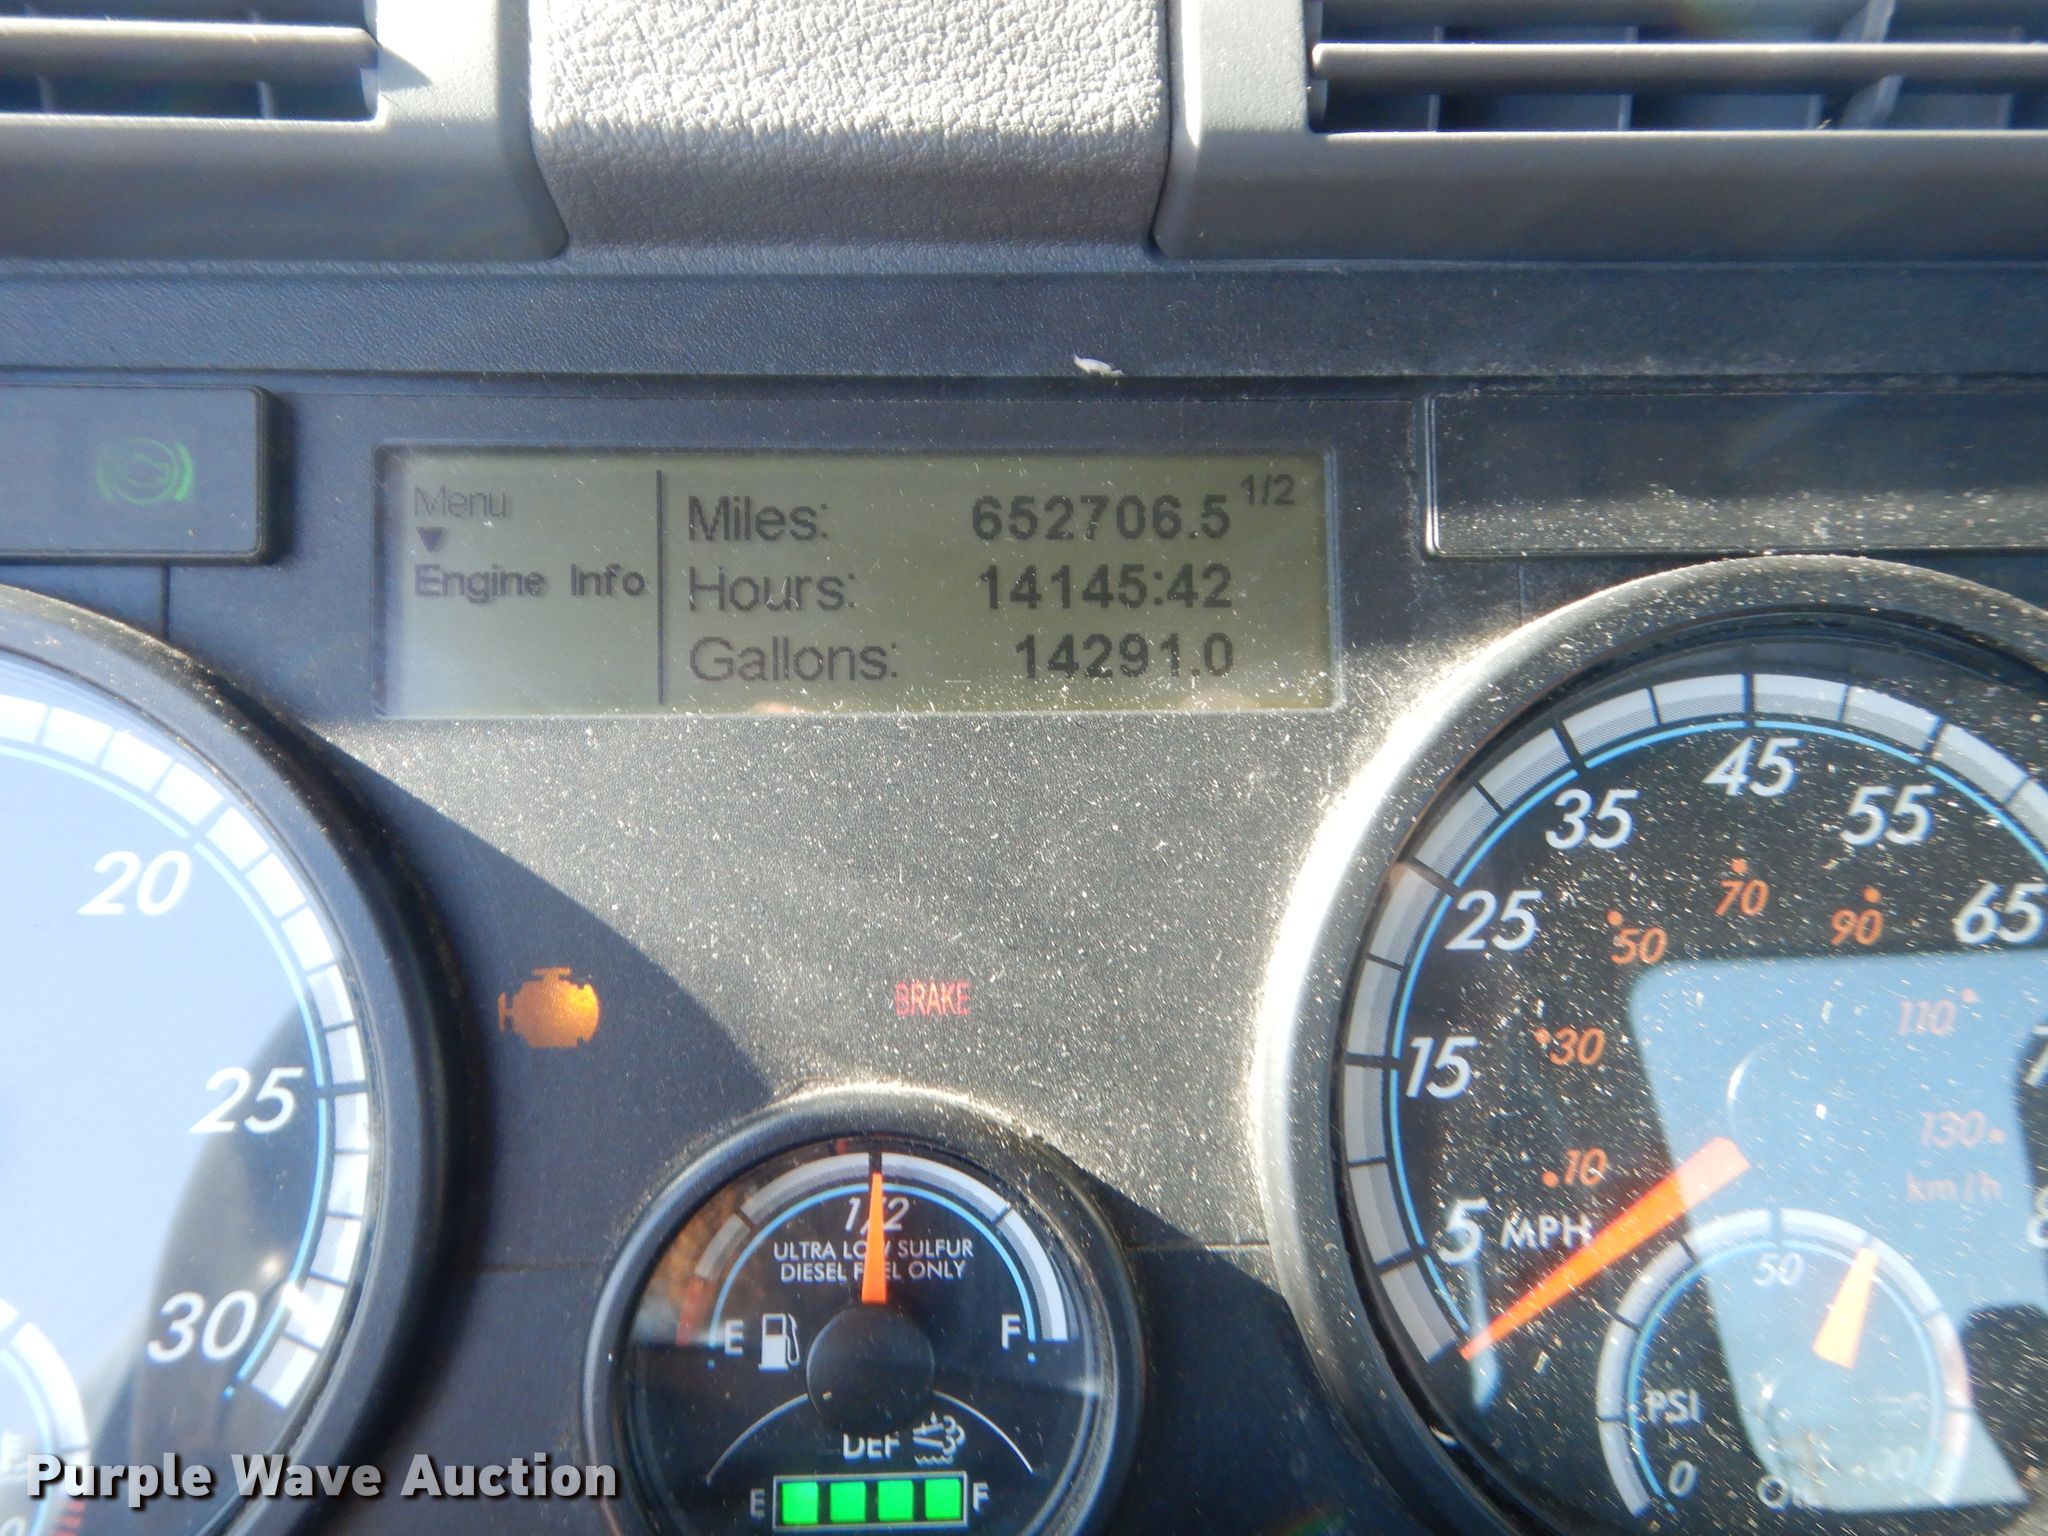 Menu
Engine Info
Miles: 652706.5 1/2
Hours: 14145:42
Gallons: 14291.0
20
25
30
BRAKE
1/2
ULTRA LOW SULFUR
DIESEL FUEL ONLY
E F
DEF
E F
5 MPH
15
25
35
45
55
65
10
30
50
70
90
110
130
km/h
50
PSI
0
Purple Wave Auction